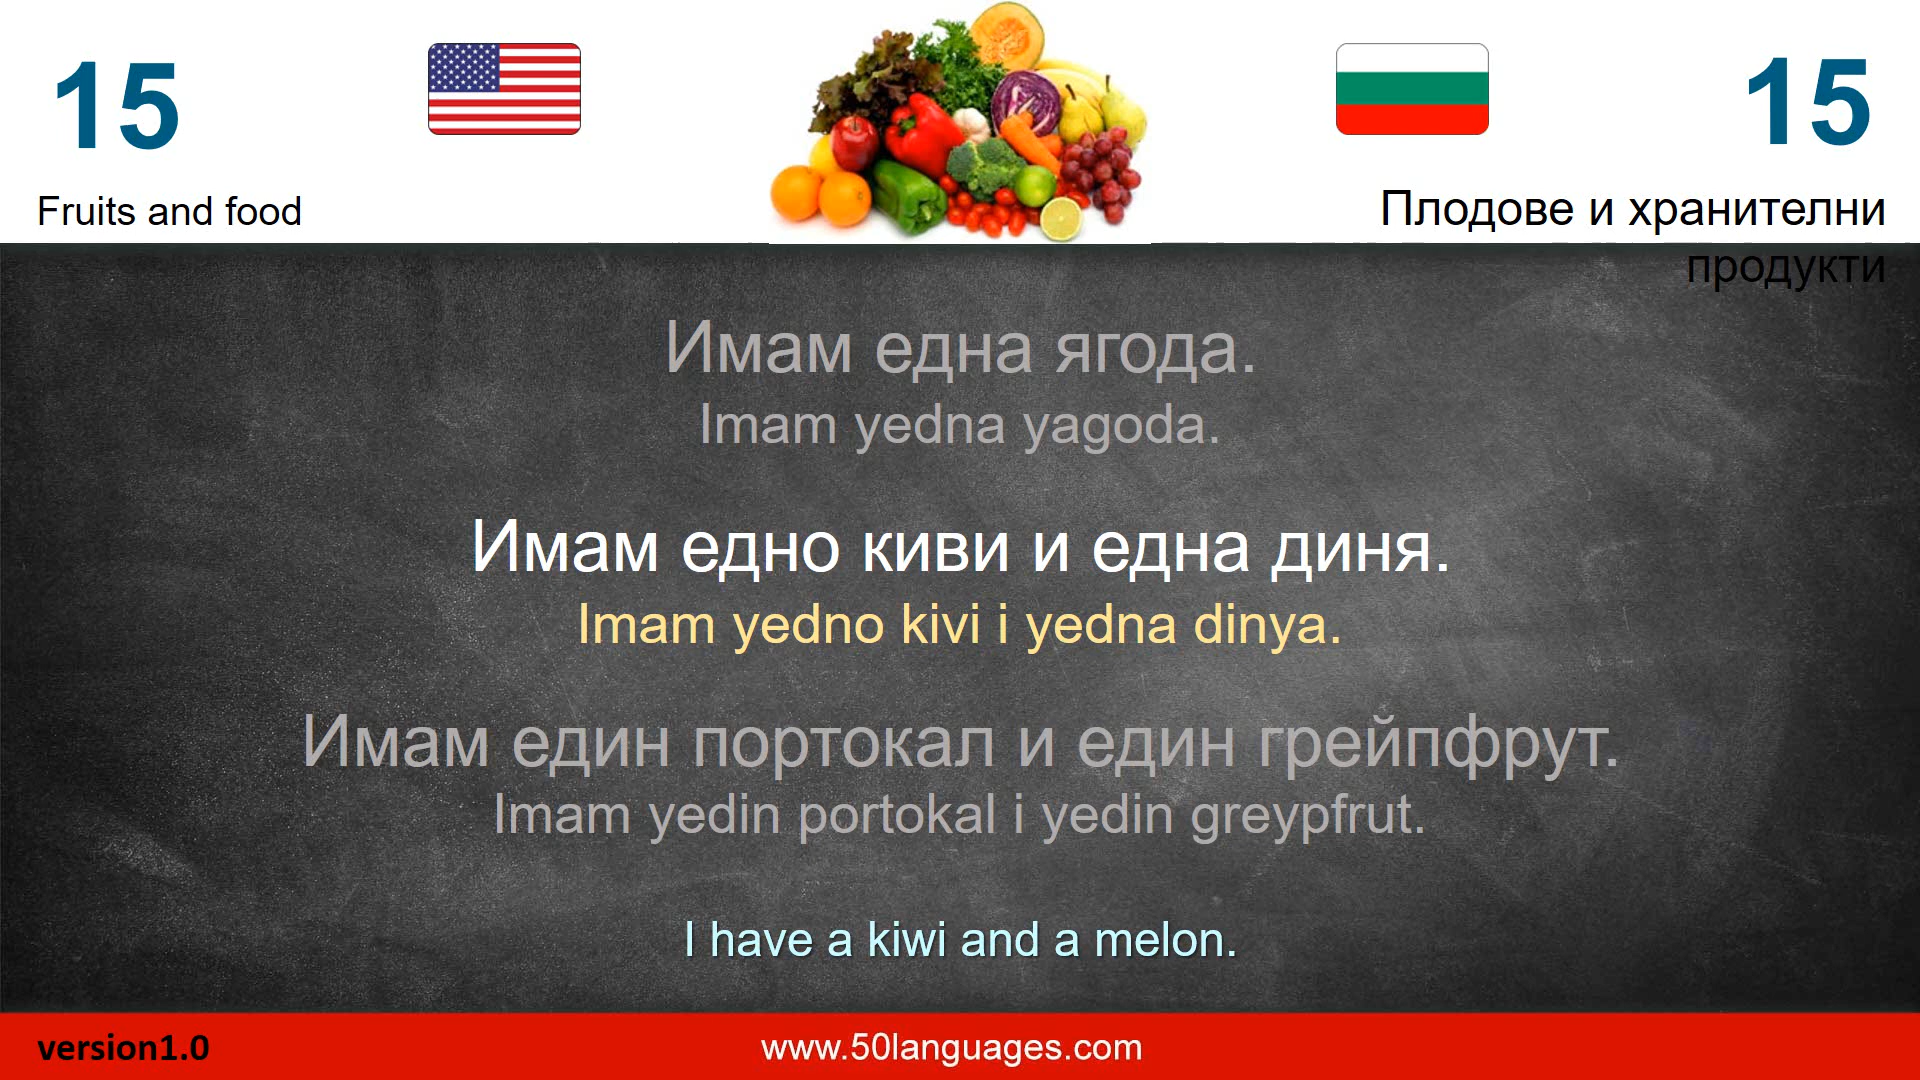 15
15
Fruits and food
Плодове и хранителни
продукти
Имам една ягода.
Imam yedna yagoda.
Имам едно киви и една диня.
Imam yedno kivi i yedna dinya.
Имам един портокал и един грейпфрут.
Imam yedin portokal i yedin greypfrut.
I have a kiwi and a melon.
version1.0
www.50languages.com